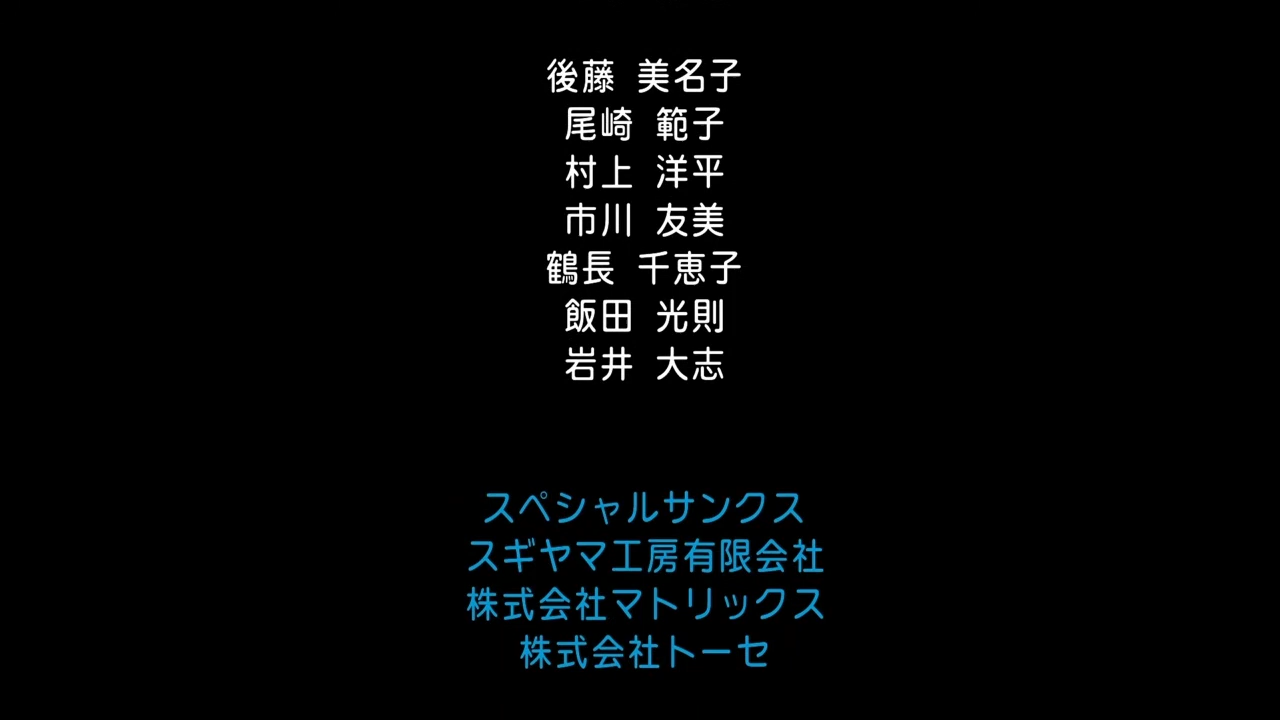 後藤 美名子
尾崎 範子
村上 洋平
市川 友美
鶴長 千恵子
飯田 光則
岩井 大志
スペシャルサンクス
スギヤマ工房有限会社
株式会社マトリックス
株式会社トーセ